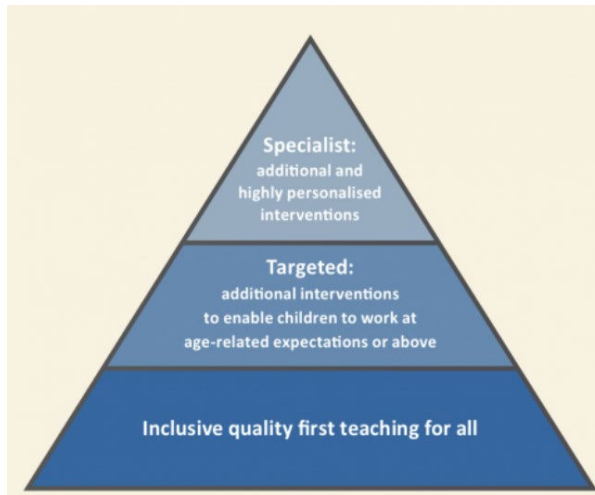 Specialist:
additional and
highly personalised
interventions
Targeted:
additional interventions
to enable children to work at
age-related expectations or above
Inclusive quality first teaching for all